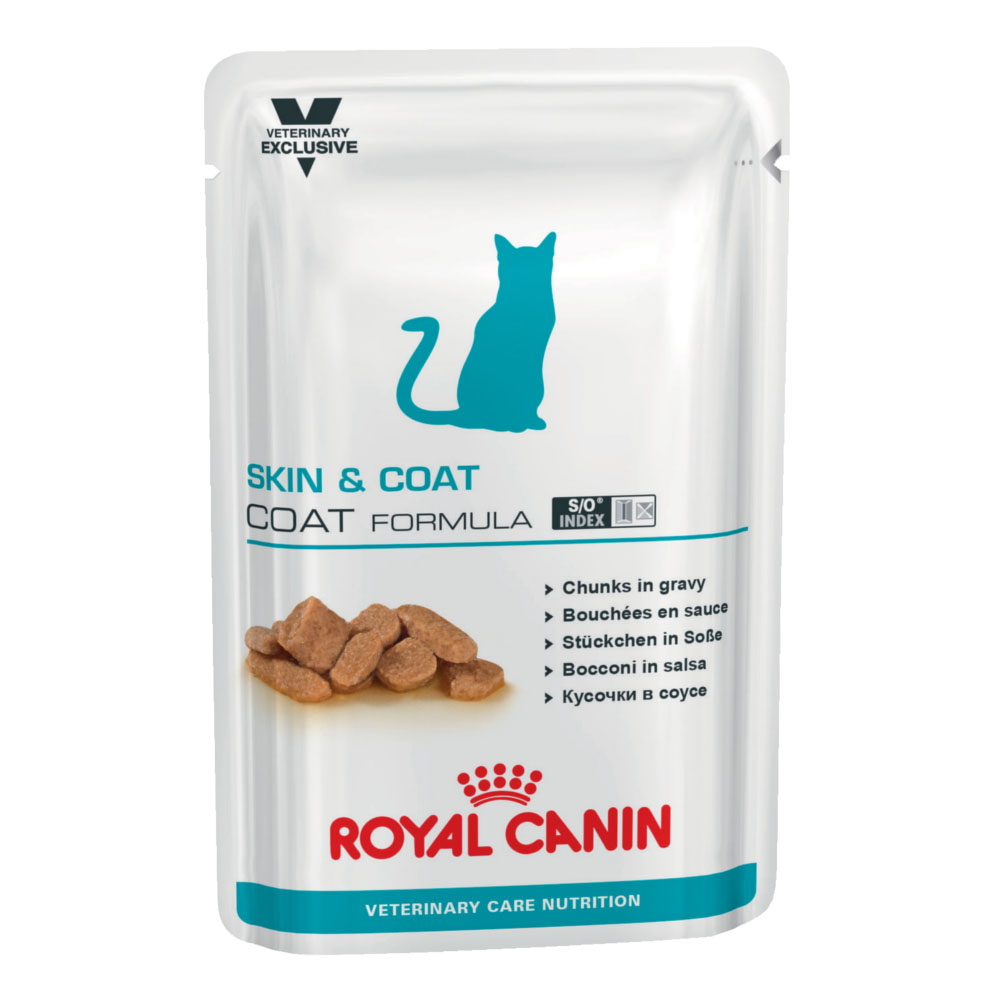 VETERINARY
EXCLUSIVE
SKIN & COAT
COAT FORMULA
S/O®
INDEX
Chunks in gravy
Bouchées en sauce
Stückchen in Soße
Bocconi in salsa
Кусочки в соусе
ROYAL CANIN
VETERINARY CARE NUTRITION